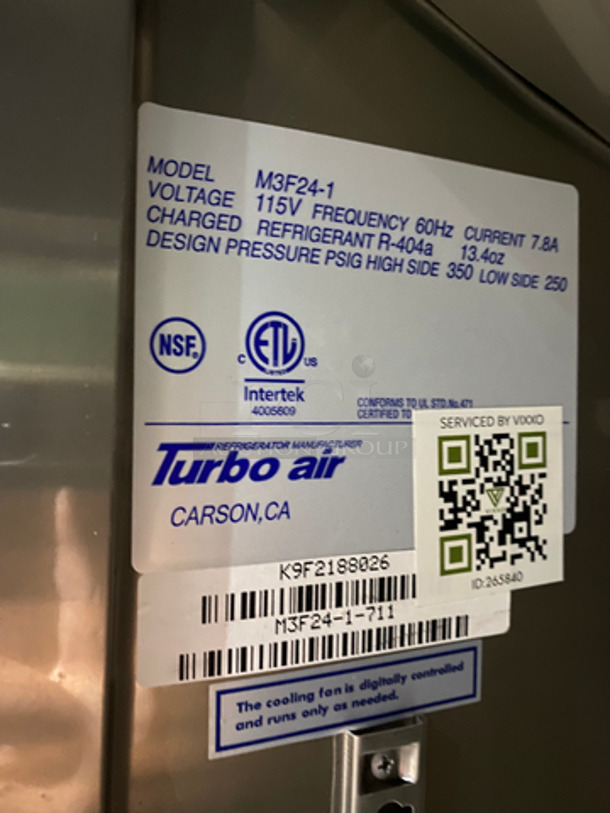 MODEL M3F24-1
VOLTAGE 115V FREQUENCY 60Hz CURRENT 7.8A
CHARGED REFRIGERANT R-404a 13.4oz
DESIGN PRESSURE PSIG HIGH SIDE 350 LOW SIDE 250
NSF®
C ETL US
Intertek
4005609
CONFORMS TO UL STD.No.471
CERTIFIED TO
REFRIGERATOR MANUFACTURER
Turbo air
CARSON,CA
SERVICED BY VIXXO
ID:265840
K9F2188026
M3F24-1-711
The cooling fan is digitally controlled
and runs only as needed.